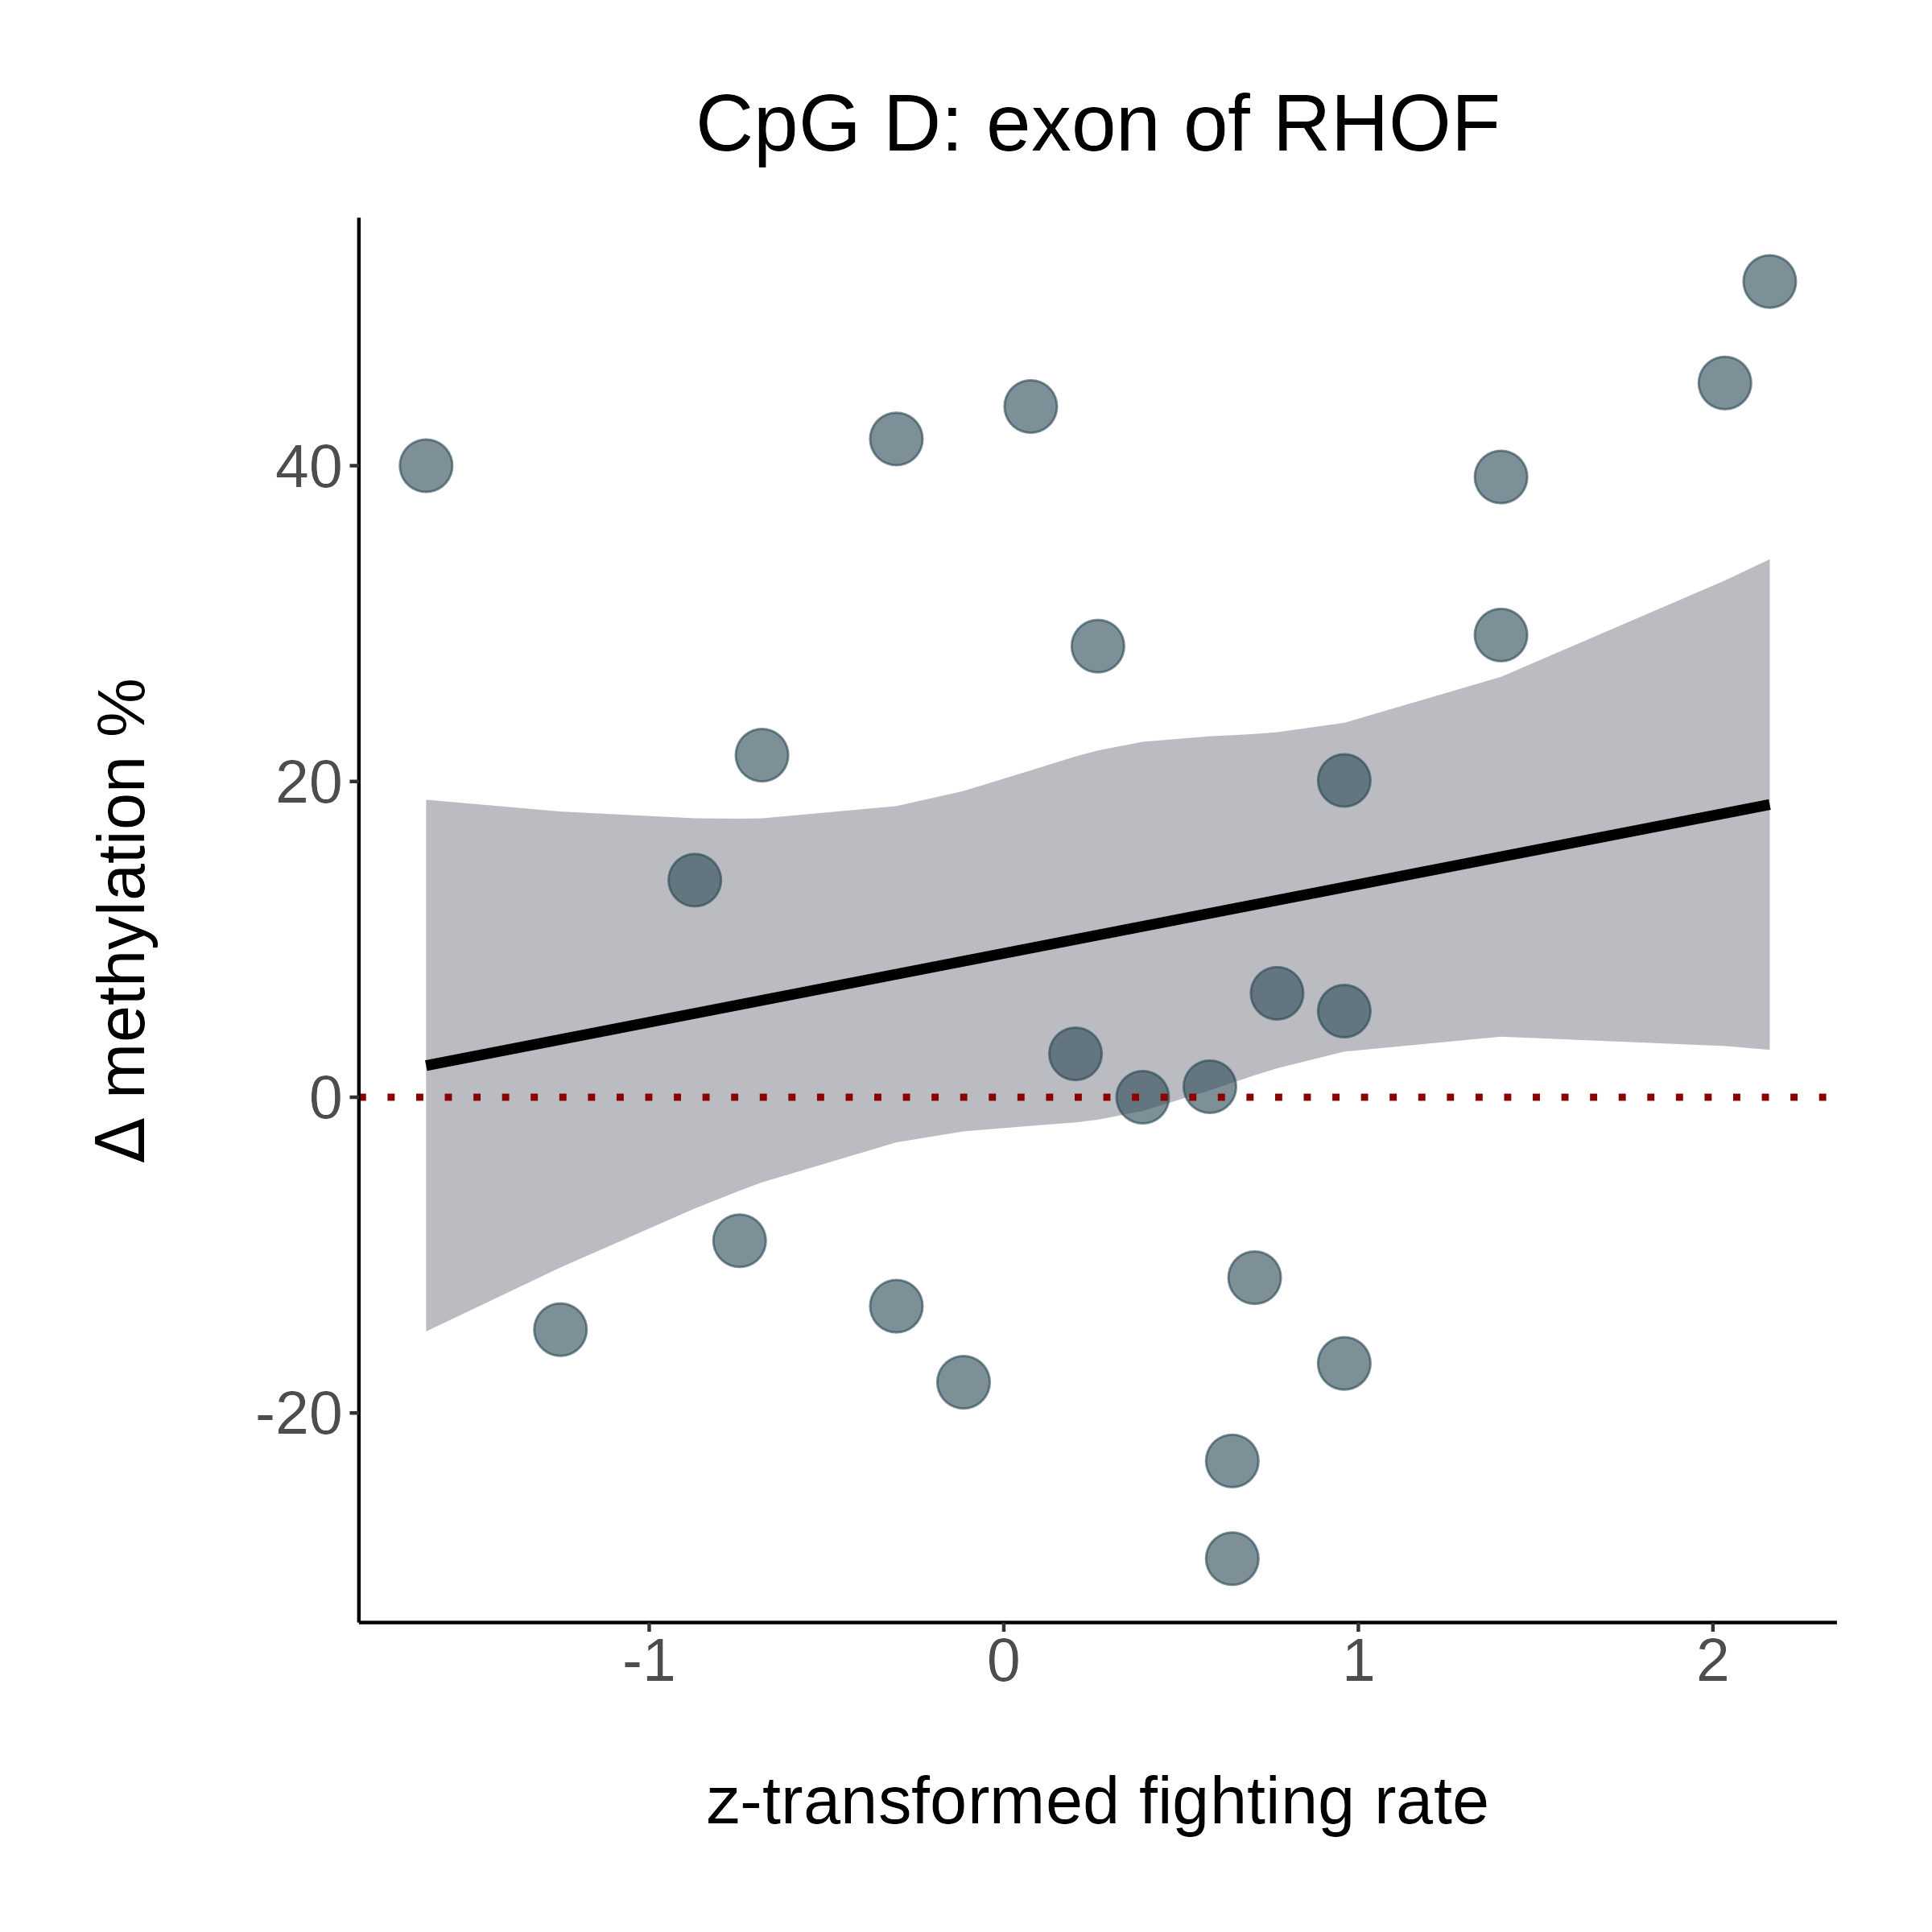 CpG D: exon of RHOF
Δ methylation %
40
20
0
-20
-1 0 1 2
z-transformed fighting rate